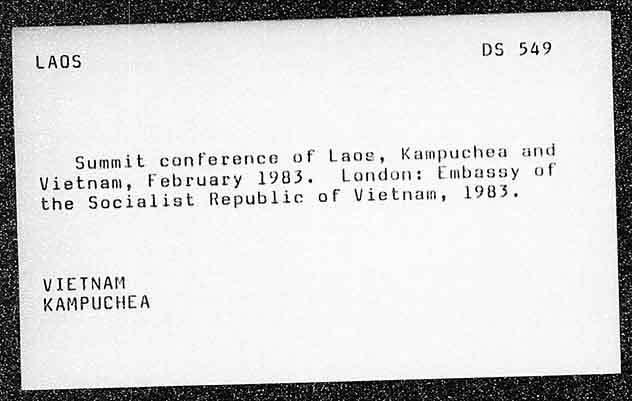 LAOS
DS 549
Summit conference of Laos, Kampuchea and
Vietnam, February 1983. London: Embassy of
the Socialist Republic of Vietnam, 1983.
VIETNAM
KAMPUCHEA